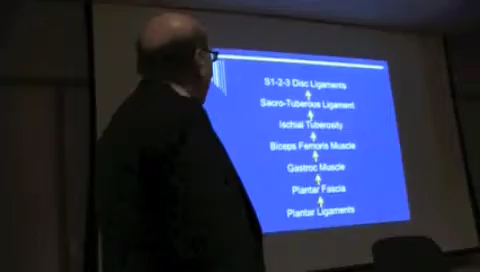 S1-2-3 Disc Ligaments
Sacro-Tuberous Ligament
Ischial Tuberosity
Biceps Femoris Muscle
Gastroc Muscle
Plantar Fascia
Plantar Ligaments